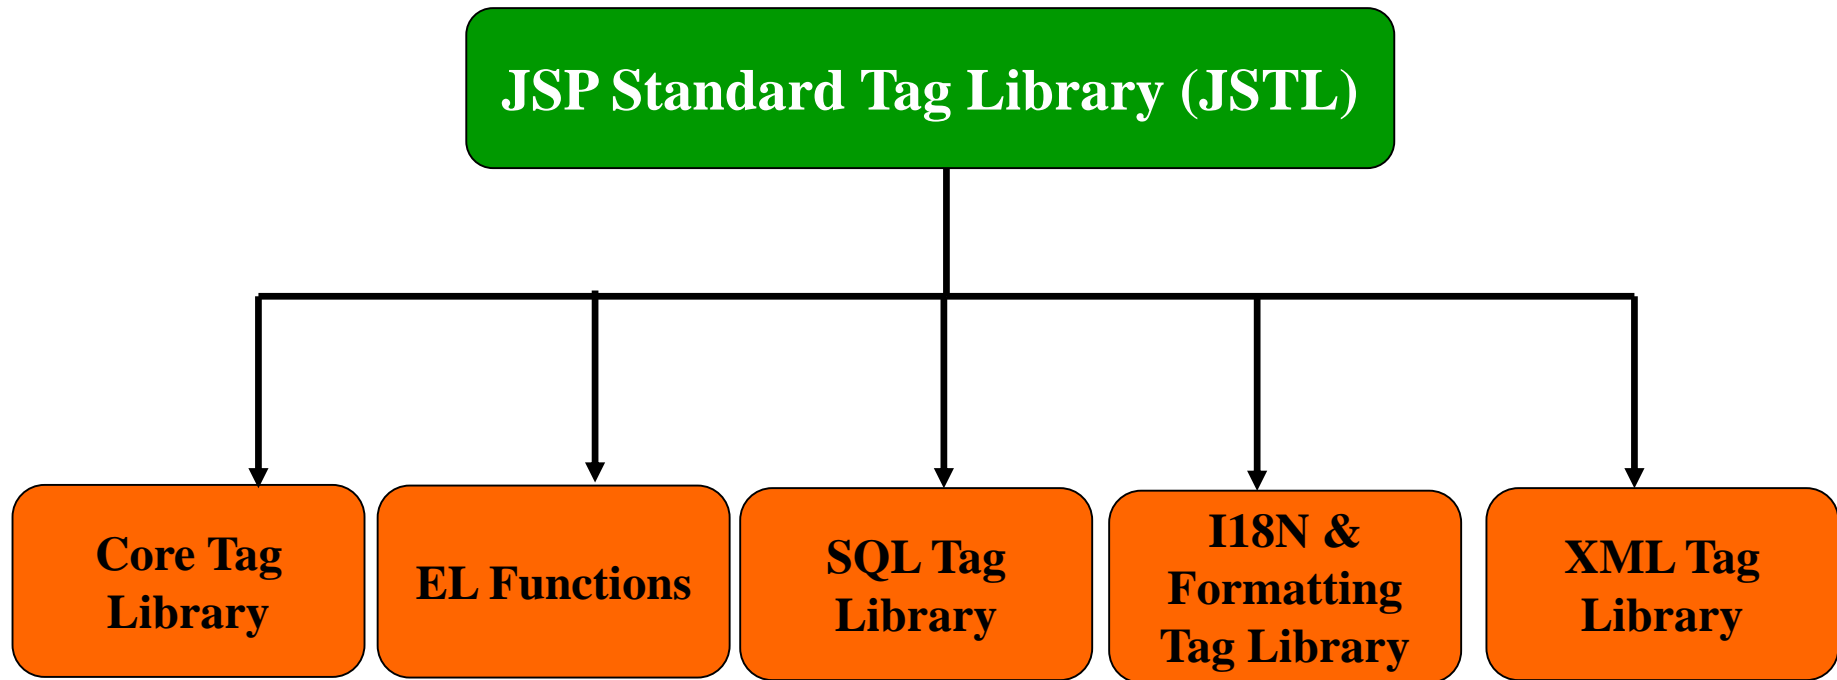 JSP Standard Tag Library (JSTL)
Core Tag
Library
EL Functions
SQL Tag
Library
I18N &
Formatting
Tag Library
XML Tag
Library